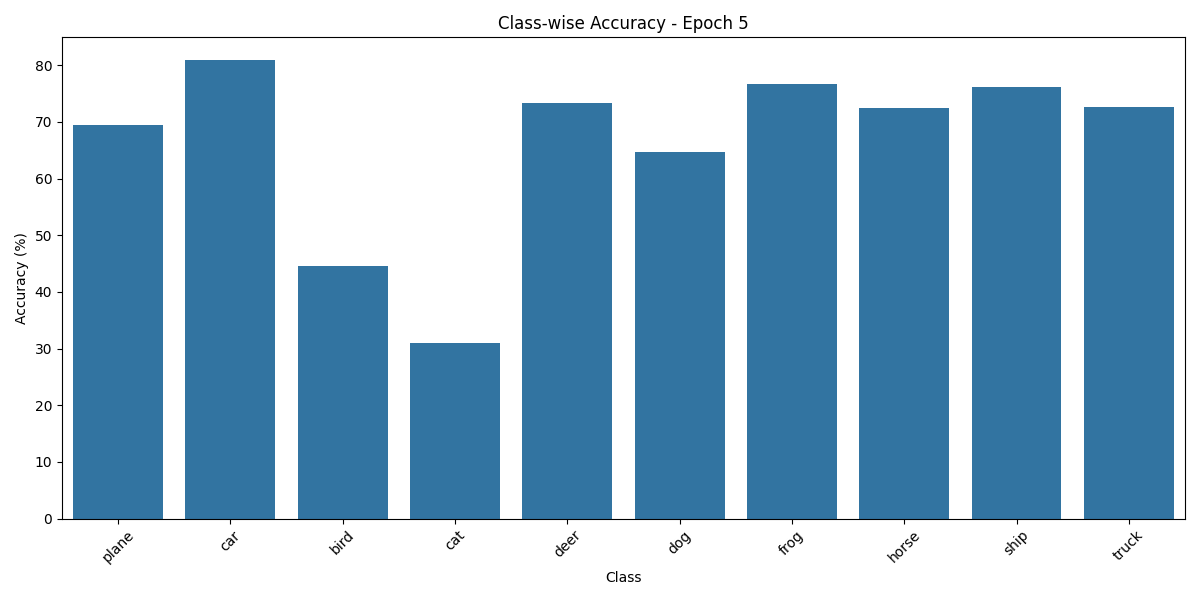 Class-wise Accuracy - Epoch 5
Accuracy (%)
80
70
60
50
40
30
20
10
0
plane
car
bird
cat
deer
dog
frog
horse
ship
truck
Class